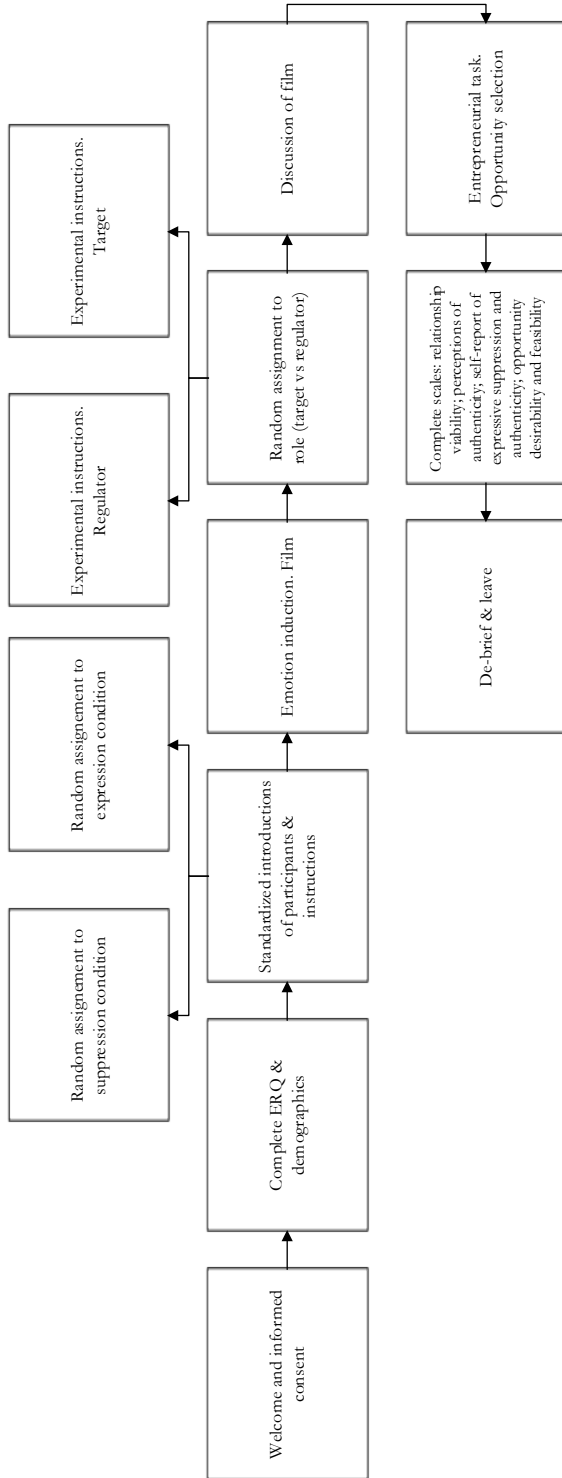 Welcome and informed
consent
Complete ERQ &
demographics
Random assignement to
suppression condition
Random assignement to
expression condition
Standardized introductions
of participants &
instructions
Emotion induction. Film
Experimental instructions.
Regulator
Experimental instructions.
Target
Random assignment to
role (target vs regulator)
Discussion of film
Entrepreneurial task.
Opportunity selection
Complete scales: relationship
viability; perceptions of
authenticity; self-report of
expressive suppression and
authenticity; opportunity
desirability and feasibility
De-brief & leave